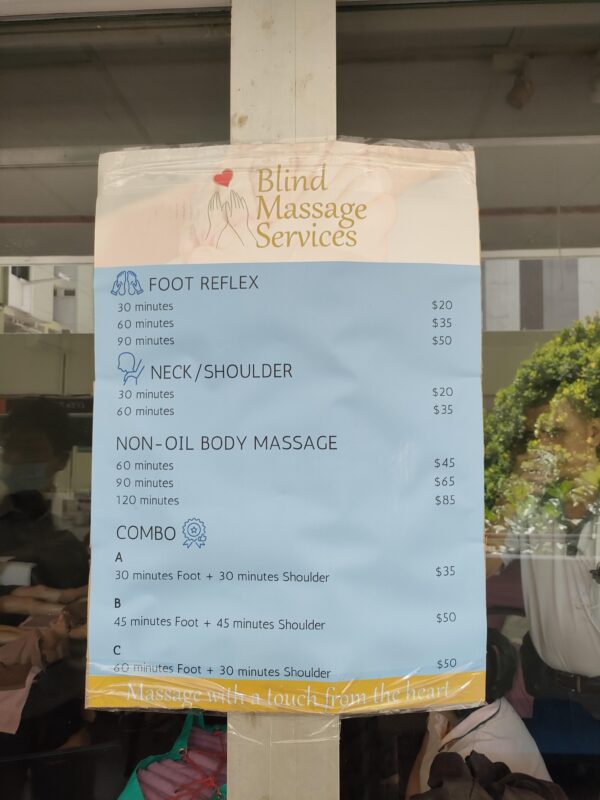 Blind
Massage
Services
FOOT REFLEX
30 minutes $20
60 minutes $35
90 minutes $50
NECK/SHOULDER
30 minutes $20
60 minutes $35
NON-OIL BODY MASSAGE
60 minutes $45
90 minutes $65
120 minutes $85
COMBO
A
30 minutes Foot + 30 minutes Shoulder $35
B
45 minutes Foot + 45 minutes Shoulder $50
C
60 minutes Foot + 30 minutes Shoulder $50
Massage with a touch from the heart